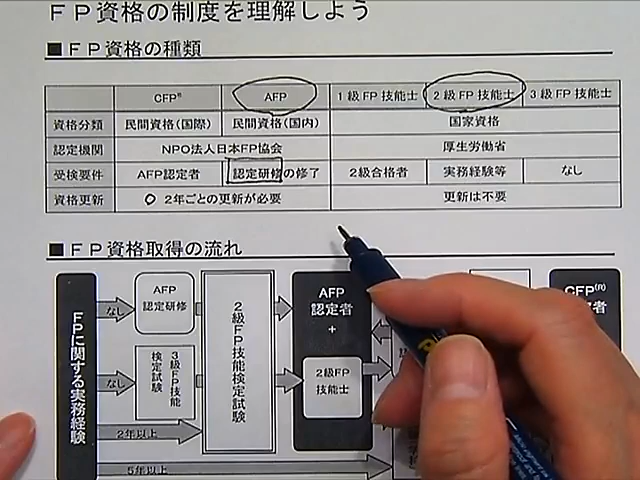 ＦＰ資格の制度を理解しよう
■ＦＰ資格の種類
CFP® AFP １級ＦＰ技能士 ２級ＦＰ技能士 ３級ＦＰ技能士
資格分類 民間資格(国際) 民間資格(国内) 国家資格
認定機関 NPO法人日本FP協会 厚生労働省
受検要件 AFP認定者 認定研修の修了 2級合格者 実務経験等 なし
資格更新 2年ごとの更新が必要 更新は不要
■ＦＰ資格取得の流れ
FPに関する実務経験
なし
AFP
認定研修
なし
3級FP技能
検定試験
2年以上
5年以上
2級FP技能検定試験
AFP
認定者
+
2級FP
技能士
CFP(R)
者